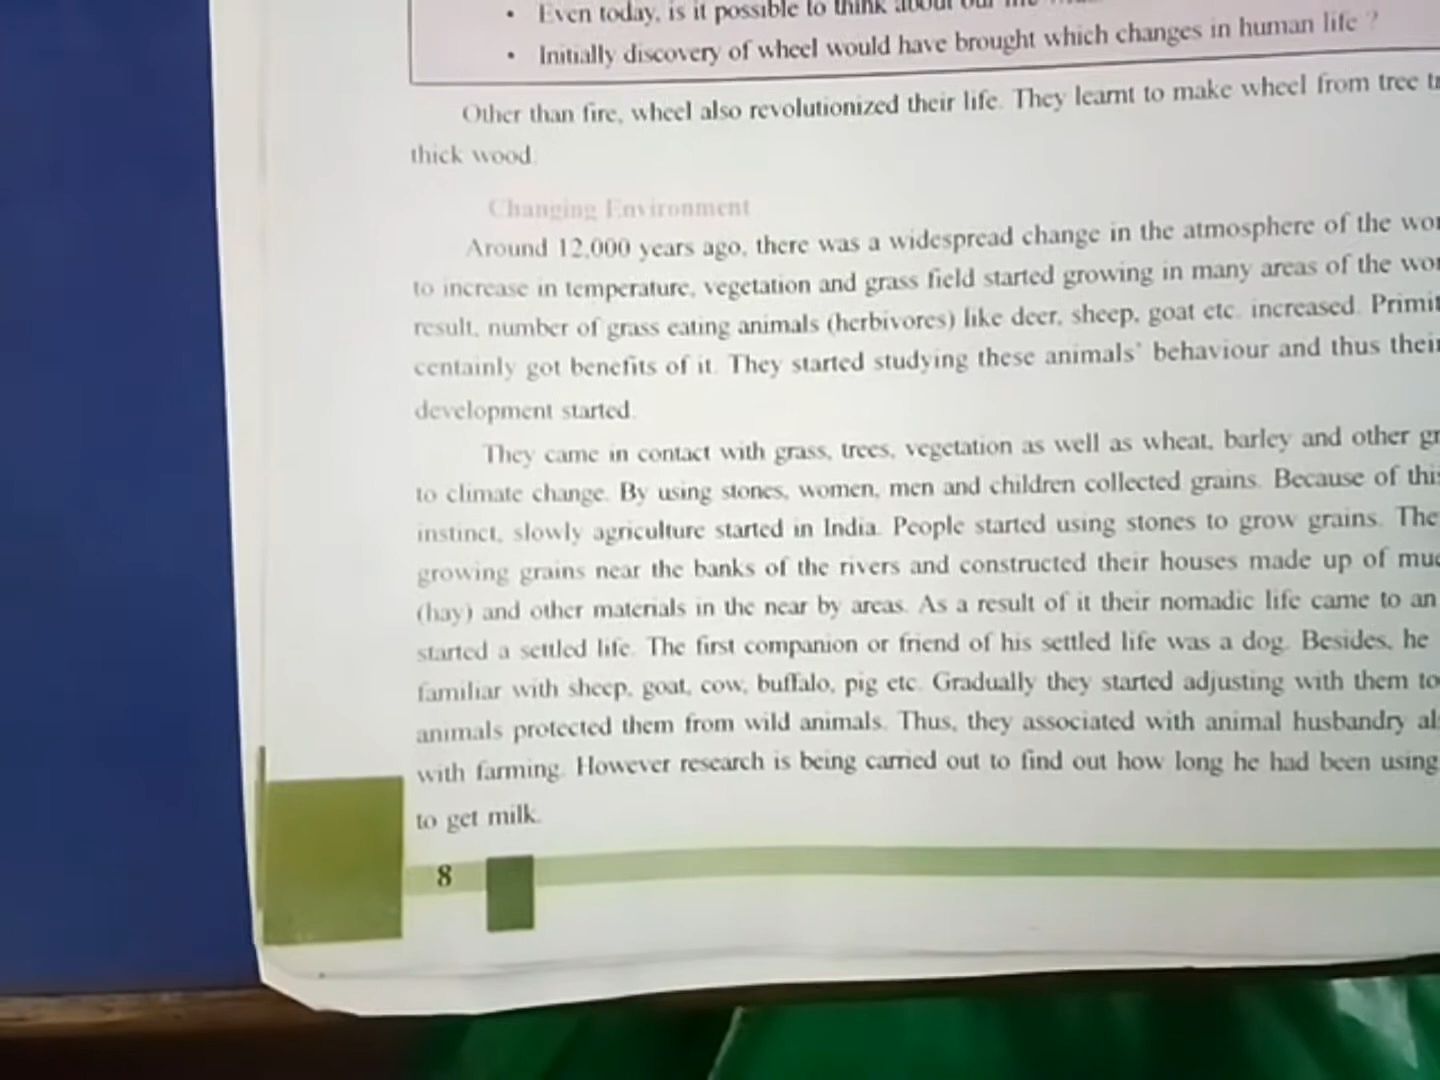 • Even today, is it possible to think about our
• Initially discovery of wheel would have brought which changes in human life ?
Other than fire, wheel also revolutionized their life. They learnt to make wheel from tree
thick wood.
Changing Environment
Around 12,000 years ago, there was a widespread change in the atmosphere of the
to increase in temperature, vegetation and grass field started growing in many areas of the
result, number of grass eating animals (herbivores) like deer, sheep, goat etc. increased.
centainly got benefits of it. They started studying these animals' behaviour and thus
development started.
They came in contact with grass, trees, vegetation as well as wheat, barley and other
to climate change. By using stones, women, men and children collected grains. Because of
instinct, slowly agriculture started in India. People started using stones to grow grains.
growing grains near the banks of the rivers and constructed their houses made up of
(hay) and other materials in the near by areas. As a result of it their nomadic life came to an
started a settled life. The first companion or friend of his settled life was a dog. Besides, he
familiar with sheep, goat, cow, buffalo, pig etc. Gradually they started adjusting with them to
animals protected them from wild animals. Thus, they associated with animal husbandry
with farming. However research is being carried out to find out how long he had been using
to get milk.
8